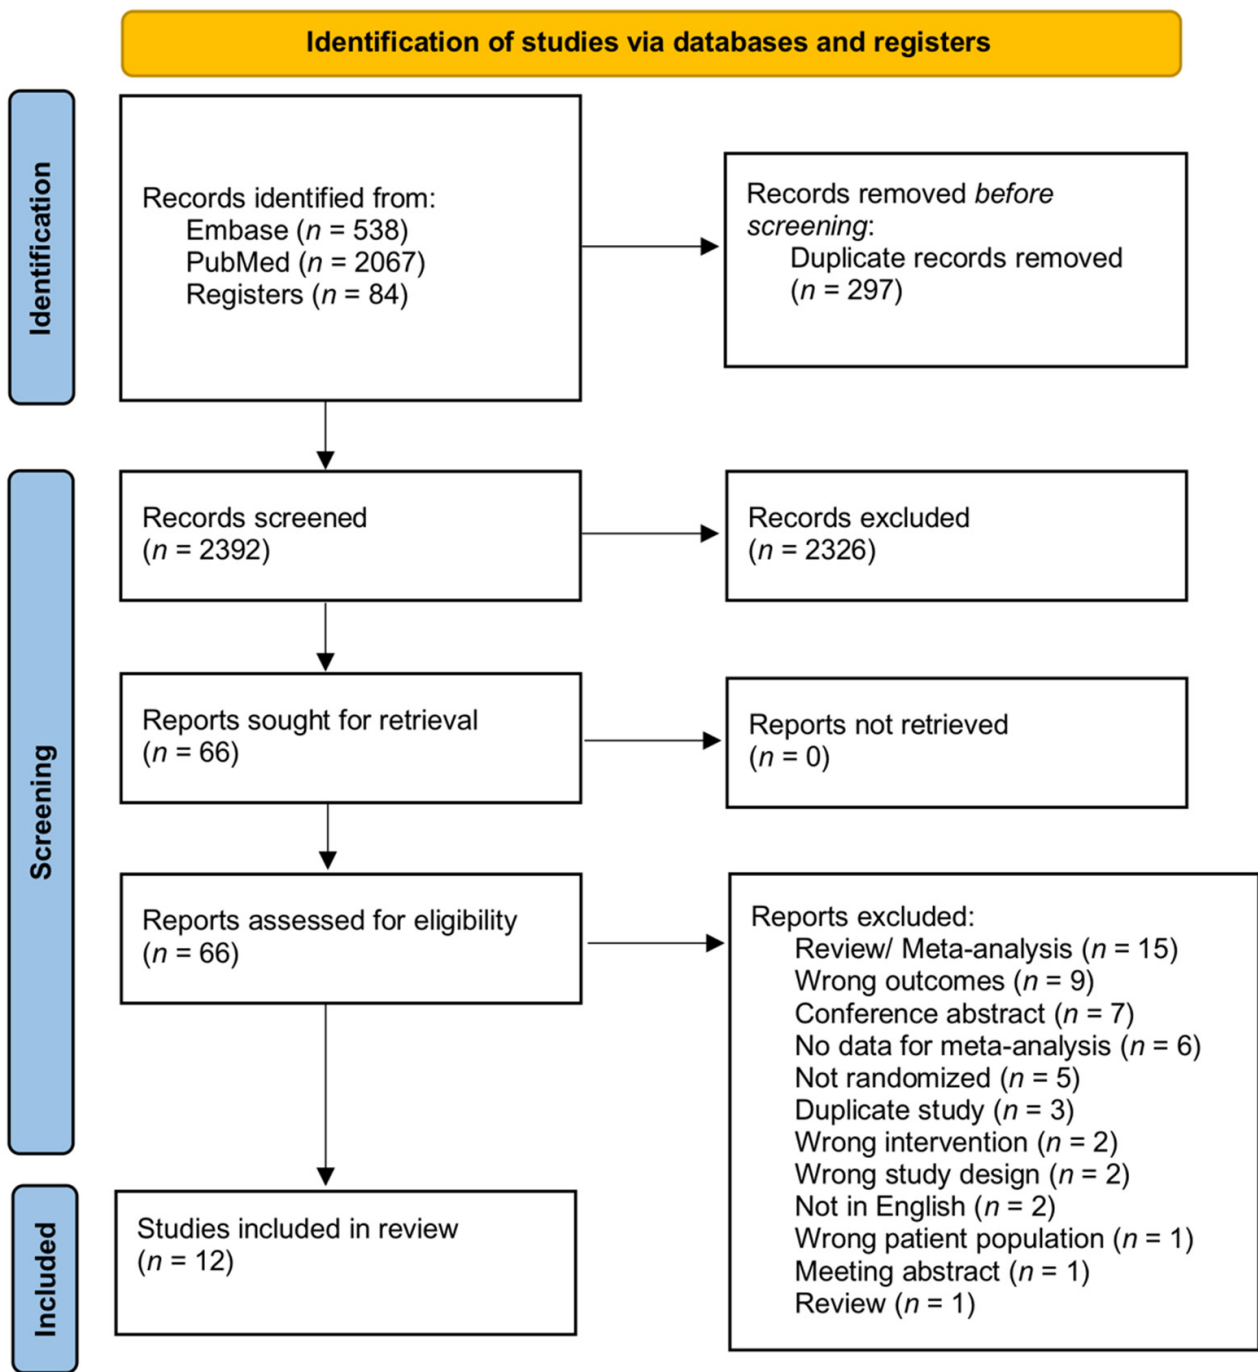 Identification of studies via databases and registers
Identification
Records identified from:
Embase (n = 538)
PubMed (n = 2067)
Registers (n = 84)
Records removed before
screening:
Duplicate records removed
(n = 297)
Screening
Records screened
(n = 2392)
Records excluded
(n = 2326)
Reports sought for retrieval
(n = 66)
Reports not retrieved
(n = 0)
Reports assessed for eligibility
(n = 66)
Reports excluded:
Review/ Meta-analysis (n = 15)
Wrong outcomes (n = 9)
Conference abstract (n = 7)
No data for meta-analysis (n = 6)
Not randomized (n = 5)
Duplicate study (n = 3)
Wrong intervention (n = 2)
Wrong study design (n = 2)
Not in English (n = 2)
Wrong patient population (n = 1)
Meeting abstract (n = 1)
Review (n = 1)
Included
Studies included in review
(n = 12)